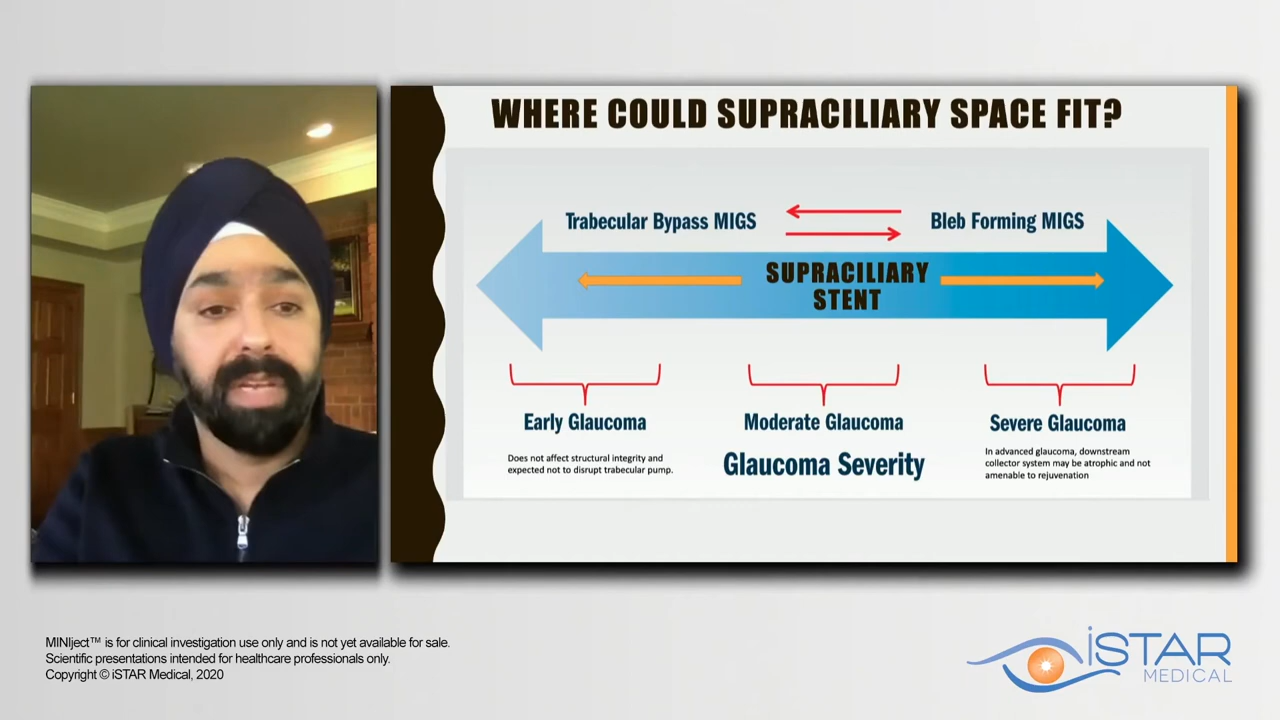 WHERE COULD SUPRACILIARY SPACE FIT?
Trabecular Bypass MIGS
Bleb Forming MIGS
SUPRACILIARY
STENT
Early Glaucoma
Moderate Glaucoma
Severe Glaucoma
Does not affect structural integrity and
expected not to disrupt trabecular pump.
Glaucoma Severity
In advanced glaucoma, downstream
collector system may be atrophic and not
amenable to rejuvenation
MINIject™ is for clinical investigation use only and is not yet available for sale.
Scientific presentations intended for healthcare professionals only.
Copyright © iSTAR Medical, 2020
iSTAR
MEDICAL